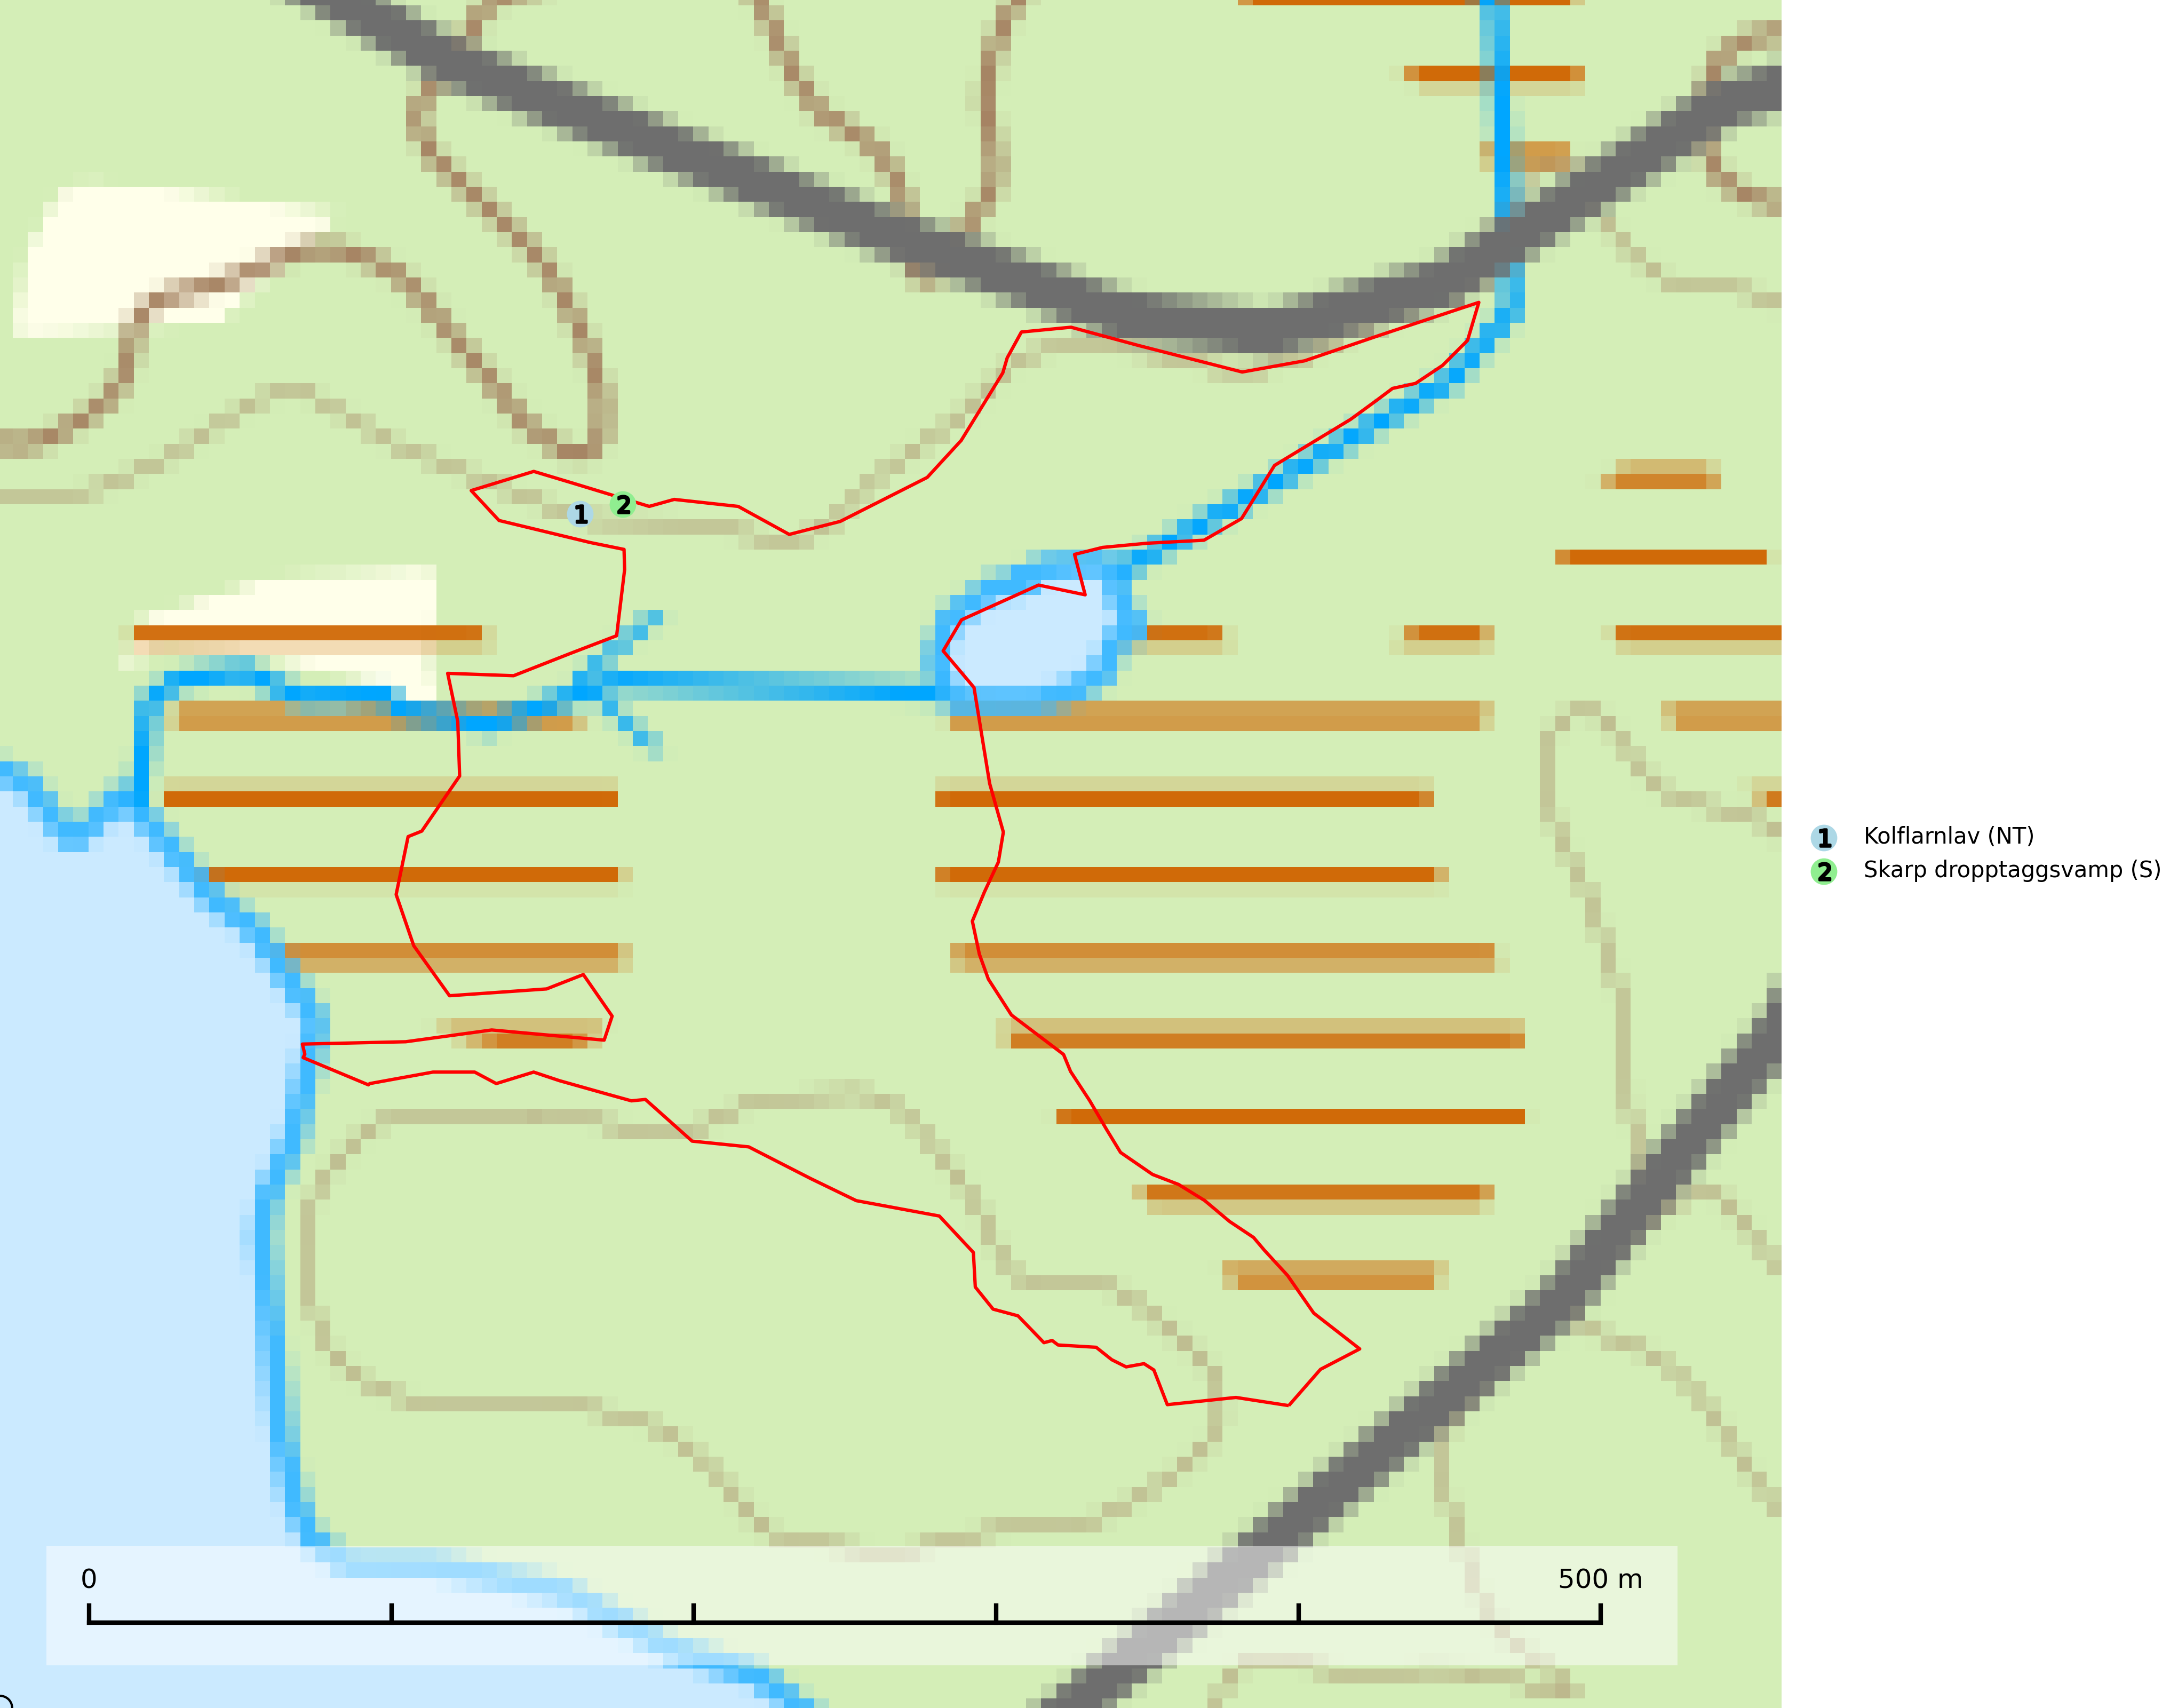 1 2
1 Kolflarnlav (NT)
2 Skarp dropptaggsvamp (S)
0 500 m